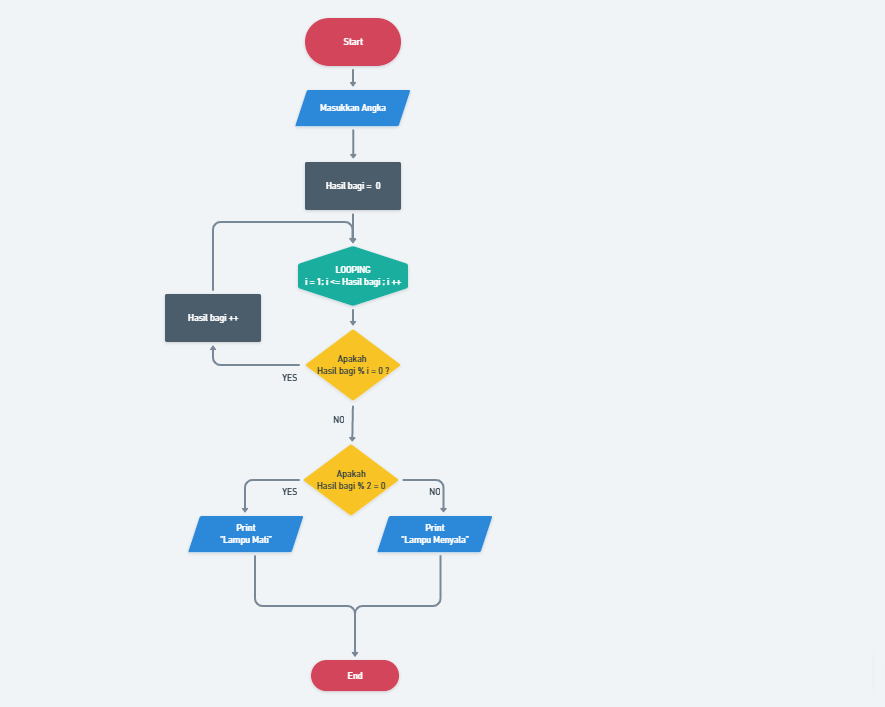 Start
Masukkan Angka
Hasil bagi = 0
LOOPING
i = 1; i <= Hasil bagi ; i ++
Hasil bagi ++
Apakah
Hasil bagi % i = 0 ?
YES
NO
Apakah
Hasil bagi % 2 = 0
YES
NO
Print
"Lampu Mati"
Print
"Lampu Menyala"
End